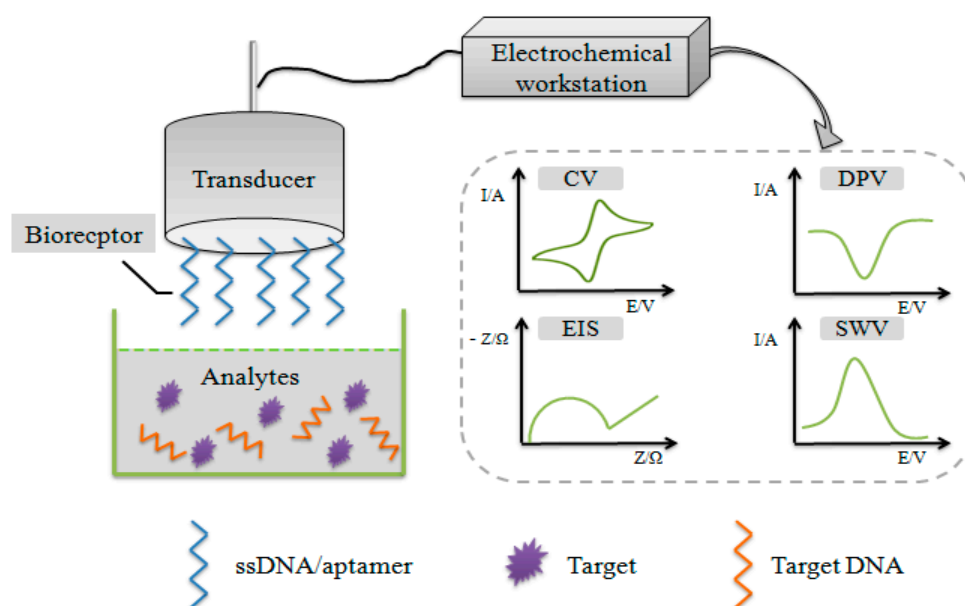 Electrochemical
workstation
Transducer
Biorecptor
Analytes
CV
I/A
E/V
DPV
I/A
E/V
EIS
- Z/Ω
Z/Ω
SWV
I/A
E/V
ssDNA/aptamer
Target
Target DNA